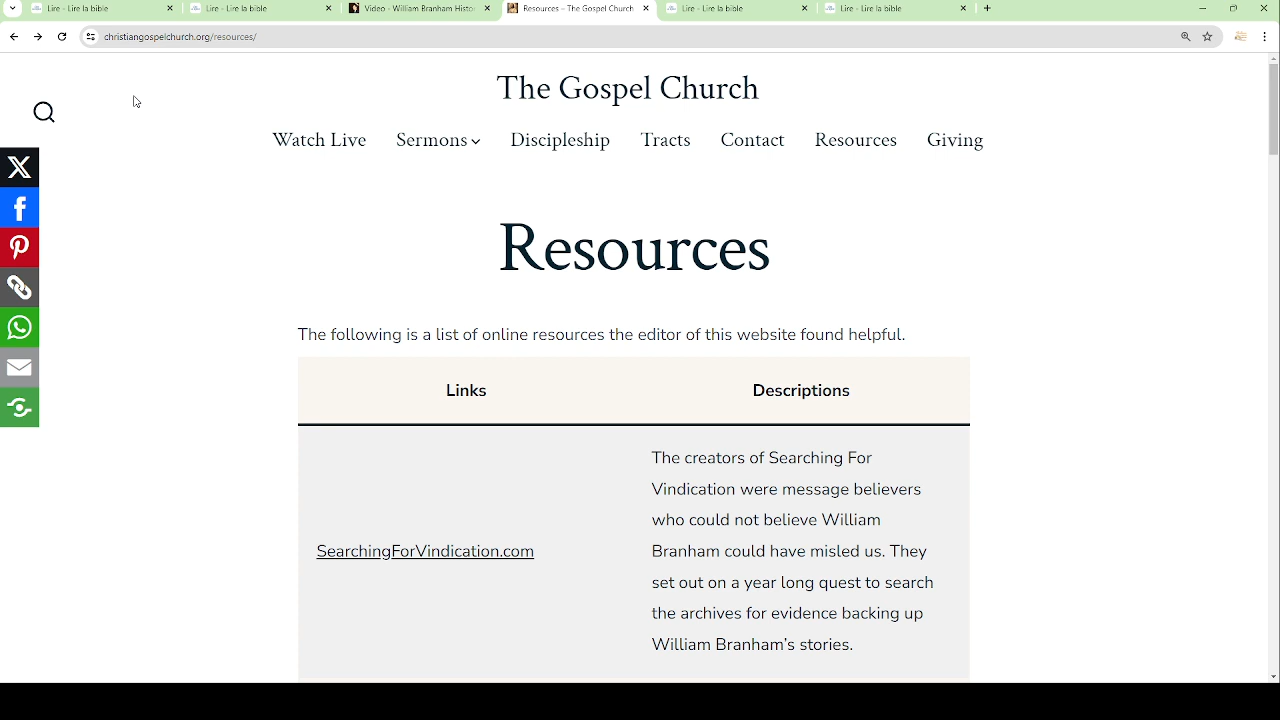 Lire - Lire la bible
Lire - Lire la bible
Video - William Branham Histo
Resources – The Gospel Church
Lire - Lire la bible
Lire - Lire la bible
christiangospelchurch.org/resources/
The Gospel Church
Watch Live Sermons Discipleship Tracts Contact Resources Giving
Resources
The following is a list of online resources the editor of this website found helpful.
Links
Descriptions
SearchingForVindication.com
The creators of Searching For
Vindication were message believers
who could not believe William
Branham could have misled us. They
set out on a year long quest to search
the archives for evidence backing up
William Branham's stories.